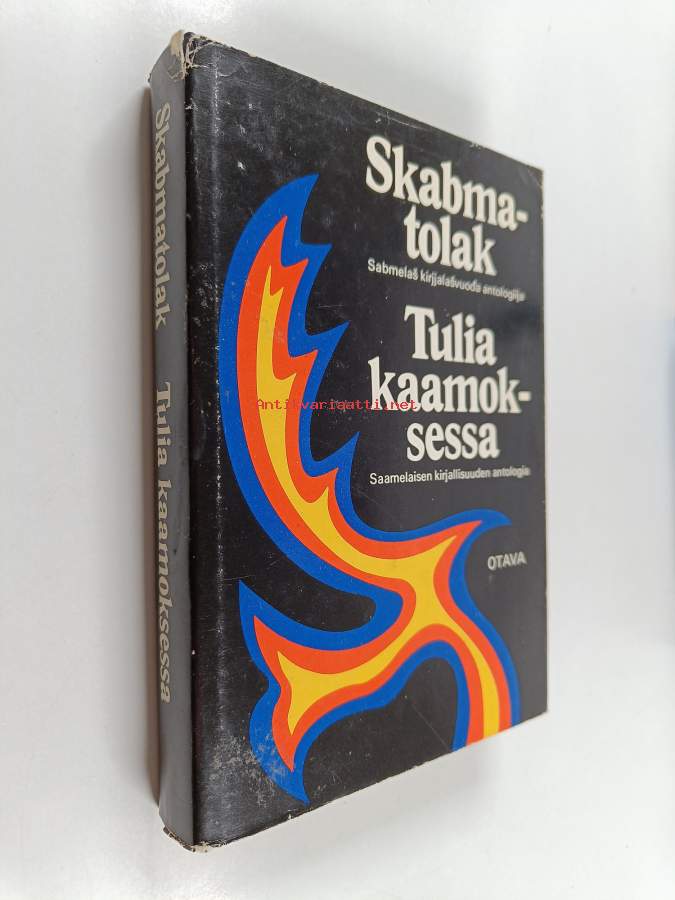 Skabma-
tolak
Sabmelaš kirjjalašvuođa antologiija
Tulia
kaamok-
sessa
Saamelaisen kirjallisuuden antologia
OTAVA
Skabmatolak Tulia kaamoksessa
Antikvariaatti.net